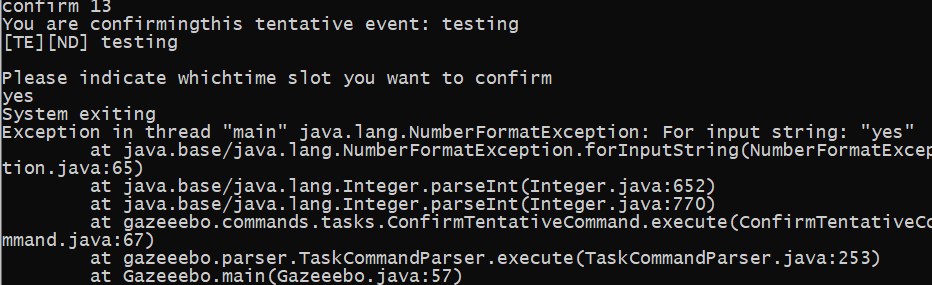 confirm 13
You are confirmingthis tentative event: testing
[TE][ND] testing
Please indicate whichtime slot you want to confirm
yes
System exiting
Exception in thread "main" java.lang.NumberFormatException: For input string: "yes"
at java.base/java.lang.NumberFormatException.forInputString(NumberFormatExcep
tion.java:65)
at java.base/java.lang.Integer.parseInt(Integer.java:652)
at java.base/java.lang.Integer.parseInt(Integer.java:770)
at gazeeebo.commands.tasks.ConfirmTentativeCommand.execute(ConfirmTentativeCo
mmand.java:67)
at gazeeebo.parser.TaskCommandParser.execute(TaskCommandParser.java:253)
at Gazeeebo.main(Gazeeebo.java:57)